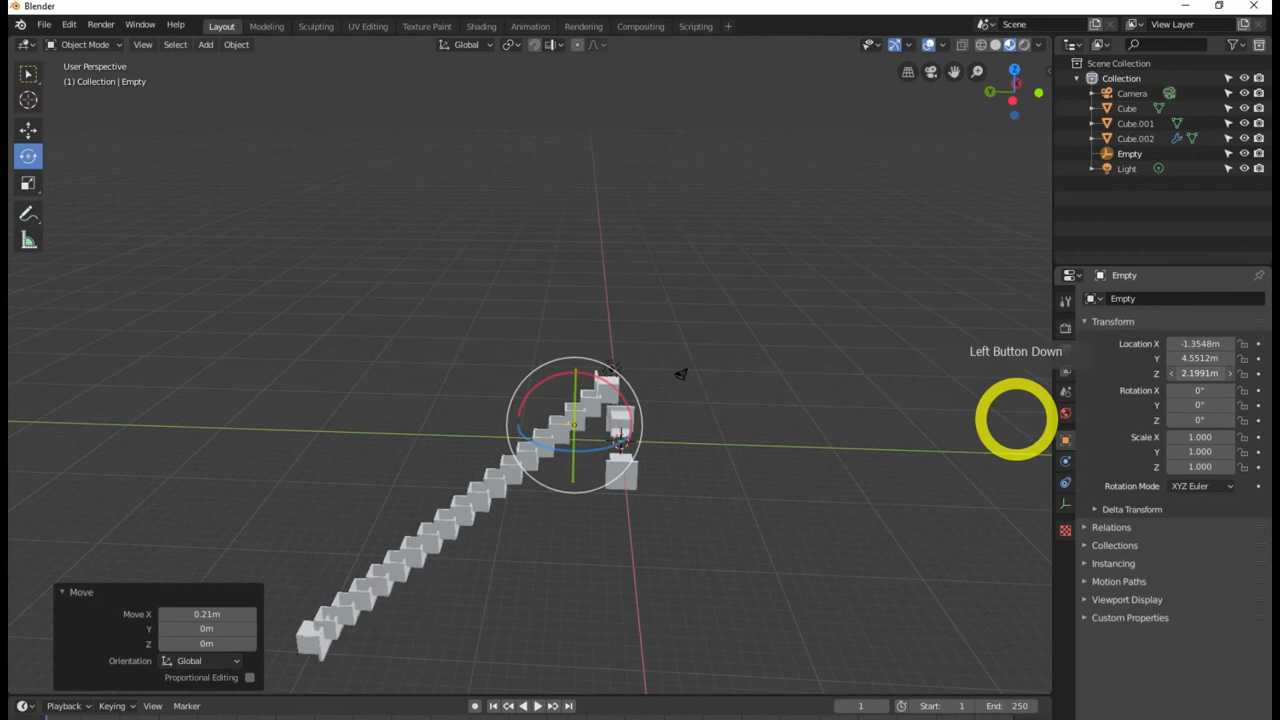 Blender
File Edit Render Window Help
Layout Modeling Sculpting UV Editing Texture Paint Shading Animation Rendering Compositing Scripting +
Scene
View Layer
Object Mode View Select Add Object
Global
User Perspective
(1) Collection | Empty
Z
Y
Scene Collection
Collection
Camera
Cube
Cube.001
Cube.002
Empty
Light
Empty
Empty
Transform
Location X -1.3548m
Y 4.5512m
Z 2.1991m
Rotation X 0°
Y 0°
Z 0°
Scale X 1.000
Y 1.000
Z 1.000
Rotation Mode XYZ Euler
Delta Transform
Relations
Collections
Instancing
Motion Paths
Viewport Display
Custom Properties
Left Button Down
Move
Move X 0.21m
Y 0m
Z 0m
Orientation Global
Proportional Editing
Playback Keying View Marker
1
Start: 1
End: 250